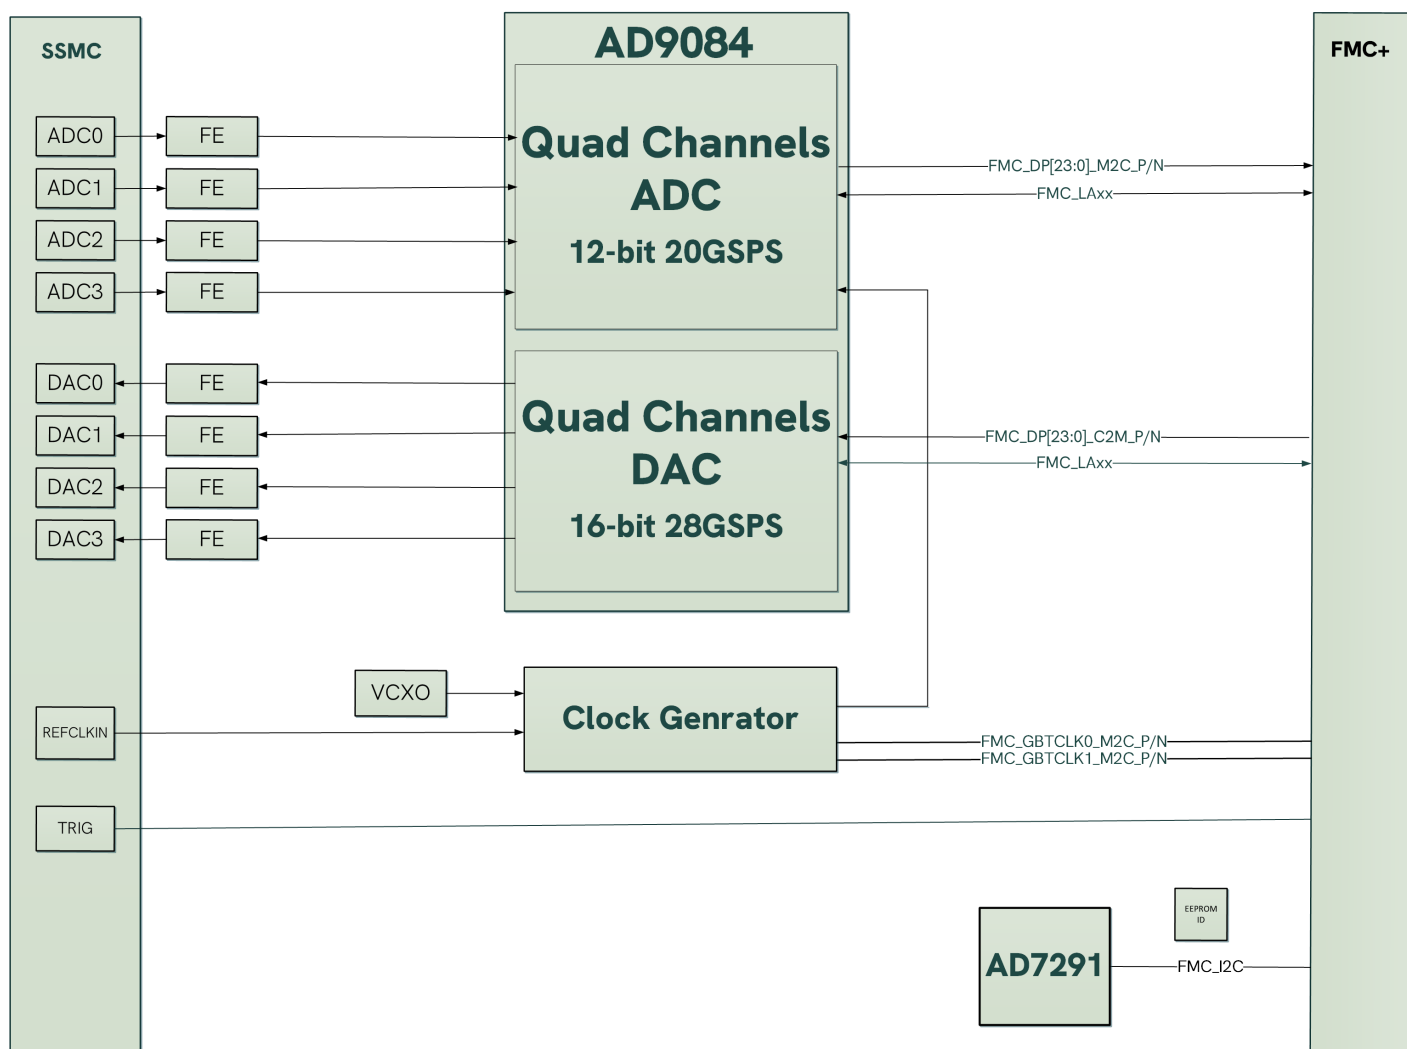 SSMC
AD9084
FMC+
ADC0
FE
ADC1
FE
ADC2
FE
ADC3
FE
Quad Channels
ADC
12-bit 20GSPS
FMC_DP[23:0]_M2C_P/N
FMC_LAxx
DAC0
FE
DAC1
FE
DAC2
FE
DAC3
FE
Quad Channels
DAC
16-bit 28GSPS
FMC_DP[23:0]_C2M_P/N
FMC_LAxx
VCXO
REFCLKIN
Clock Genrator
FMC_GBTCLK0_M2C_P/N
FMC_GBTCLK1_M2C_P/N
TRIG
EEPROM
ID
AD7291
FMC_I2C